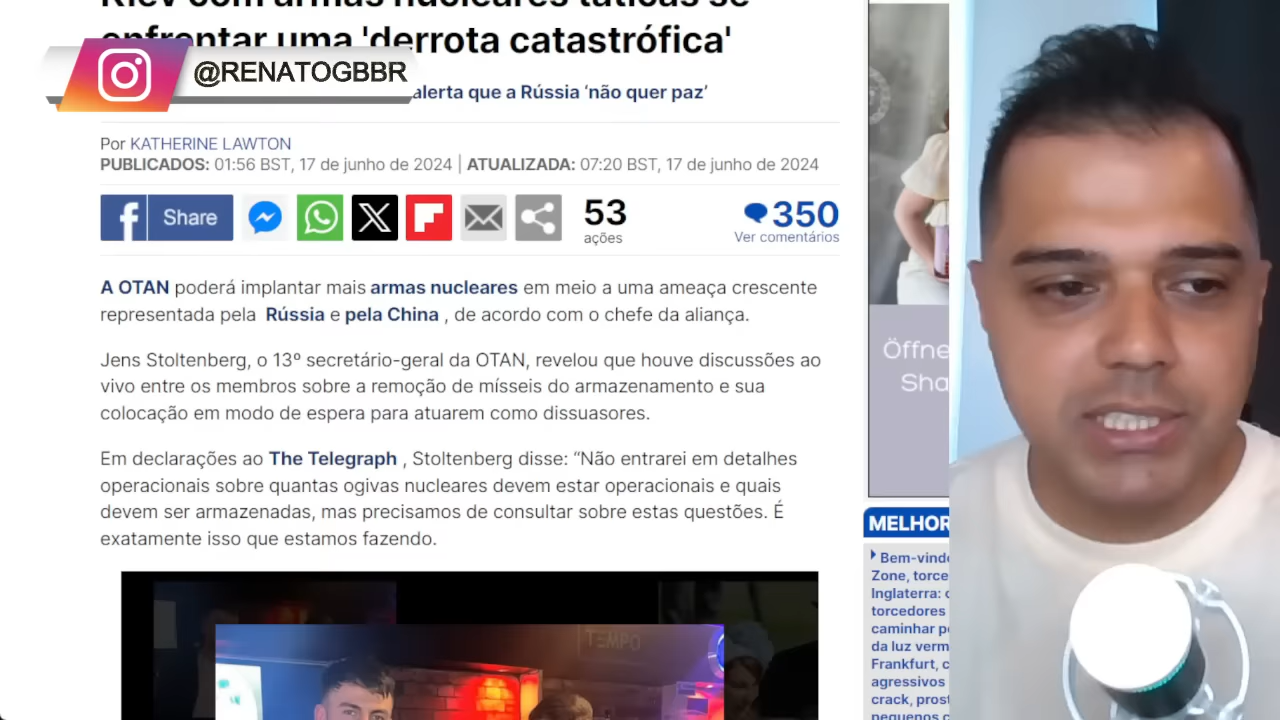 Kiev com armas nucleares táticas se
enfrentar uma 'derrota catastrófica'
@RENATOGBBR
alerta que a Rússia ‘não quer paz’
Por KATHERINE LAWTON
PUBLICADOS: 01:56 BST, 17 de junho de 2024 | ATUALIZADA: 07:20 BST, 17 de junho de 2024
f Share
53
ações
350
Ver comentários
A OTAN poderá implantar mais armas nucleares em meio a uma ameaça crescente
representada pela Rússia e pela China , de acordo com o chefe da aliança.
Jens Stoltenberg, o 13º secretário-geral da OTAN, revelou que houve discussões ao
vivo entre os membros sobre a remoção de mísseis do armazenamento e sua
colocação em modo de espera para atuarem como dissuasores.
Em declarações ao The Telegraph , Stoltenberg disse: “Não entrarei em detalhes
operacionais sobre quantas ogivas nucleares devem estar operacionais e quais
devem ser armazenadas, mas precisamos de consultar sobre estas questões. É
exatamente isso que estamos fazendo.
TEMPO
Öffne
Sha
MELHOR
Bem-vind
Zone, torce
Inglaterra:
torcedores
caminhar p
da luz verm
Frankfurt, c
agressivos
crack, prost
pequenos c